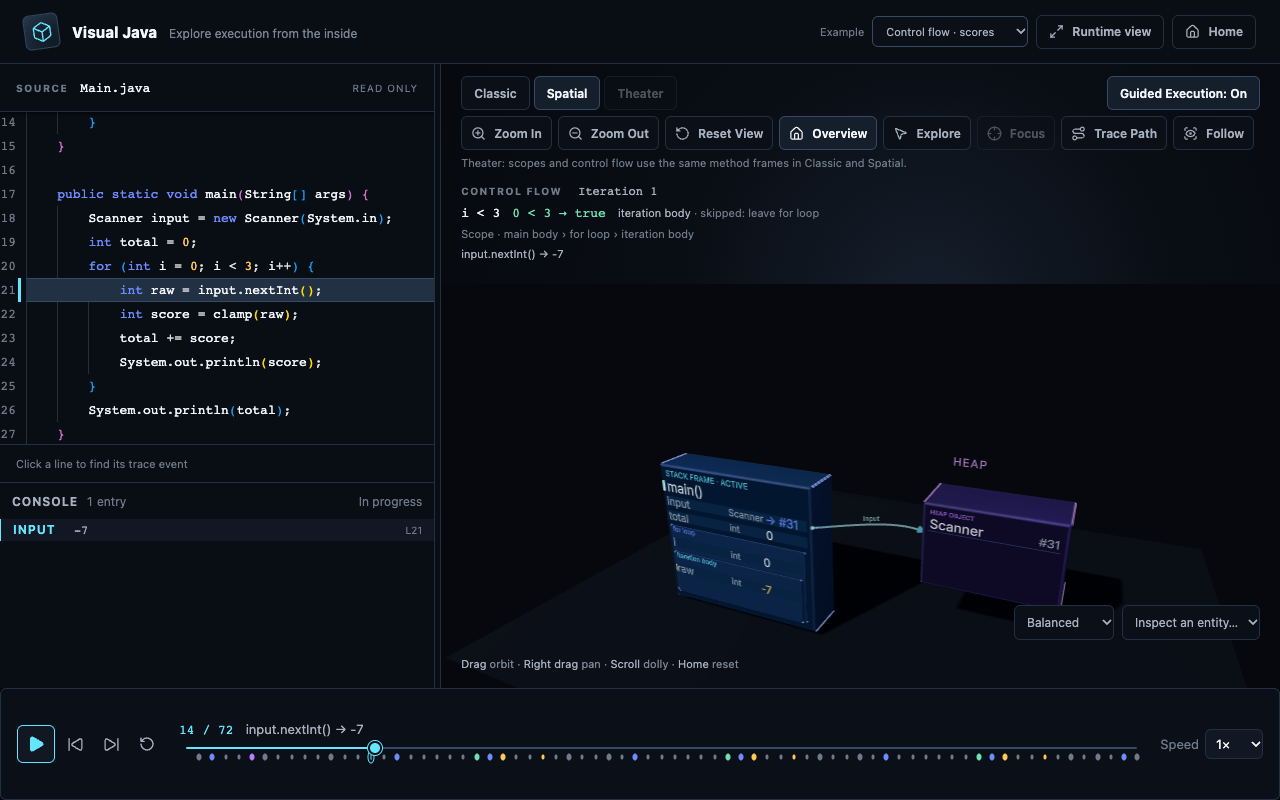 Visual Java Explore execution from the inside
Example Control flow · scores Runtime view Home
SOURCE Main.java READ ONLY
14 }
15 }
16
17 public static void main(String[] args) {
18 Scanner input = new Scanner(System.in);
19 int total = 0;
20 for (int i = 0; i < 3; i++) {
21 int raw = input.nextInt();
22 int score = clamp(raw);
23 total += score;
24 System.out.println(score);
25 }
26 System.out.println(total);
27 }
Click a line to find its trace event
CONSOLE 1 entry In progress
INPUT -7 L21
Classic Spatial Theater Guided Execution: On
Zoom In Zoom Out Reset View Overview Explore Focus Trace Path Follow
Theater: scopes and control flow use the same method frames in Classic and Spatial.
CONTROL FLOW Iteration 1
i < 3 0 < 3 → true iteration body · skipped: leave for loop
Scope · main body › for loop › iteration body
input.nextInt() → -7
STACK FRAME · ACTIVE
main()
input Scanner → #31
total int 0
for loop
i int 0
iteration body
raw int -7
input
HEAP
HEAP OBJECT
Scanner
#31
Balanced Inspect an entity...
Drag orbit · Right drag pan · Scroll dolly · Home reset
14 / 72 input.nextInt() → -7
Speed 1×